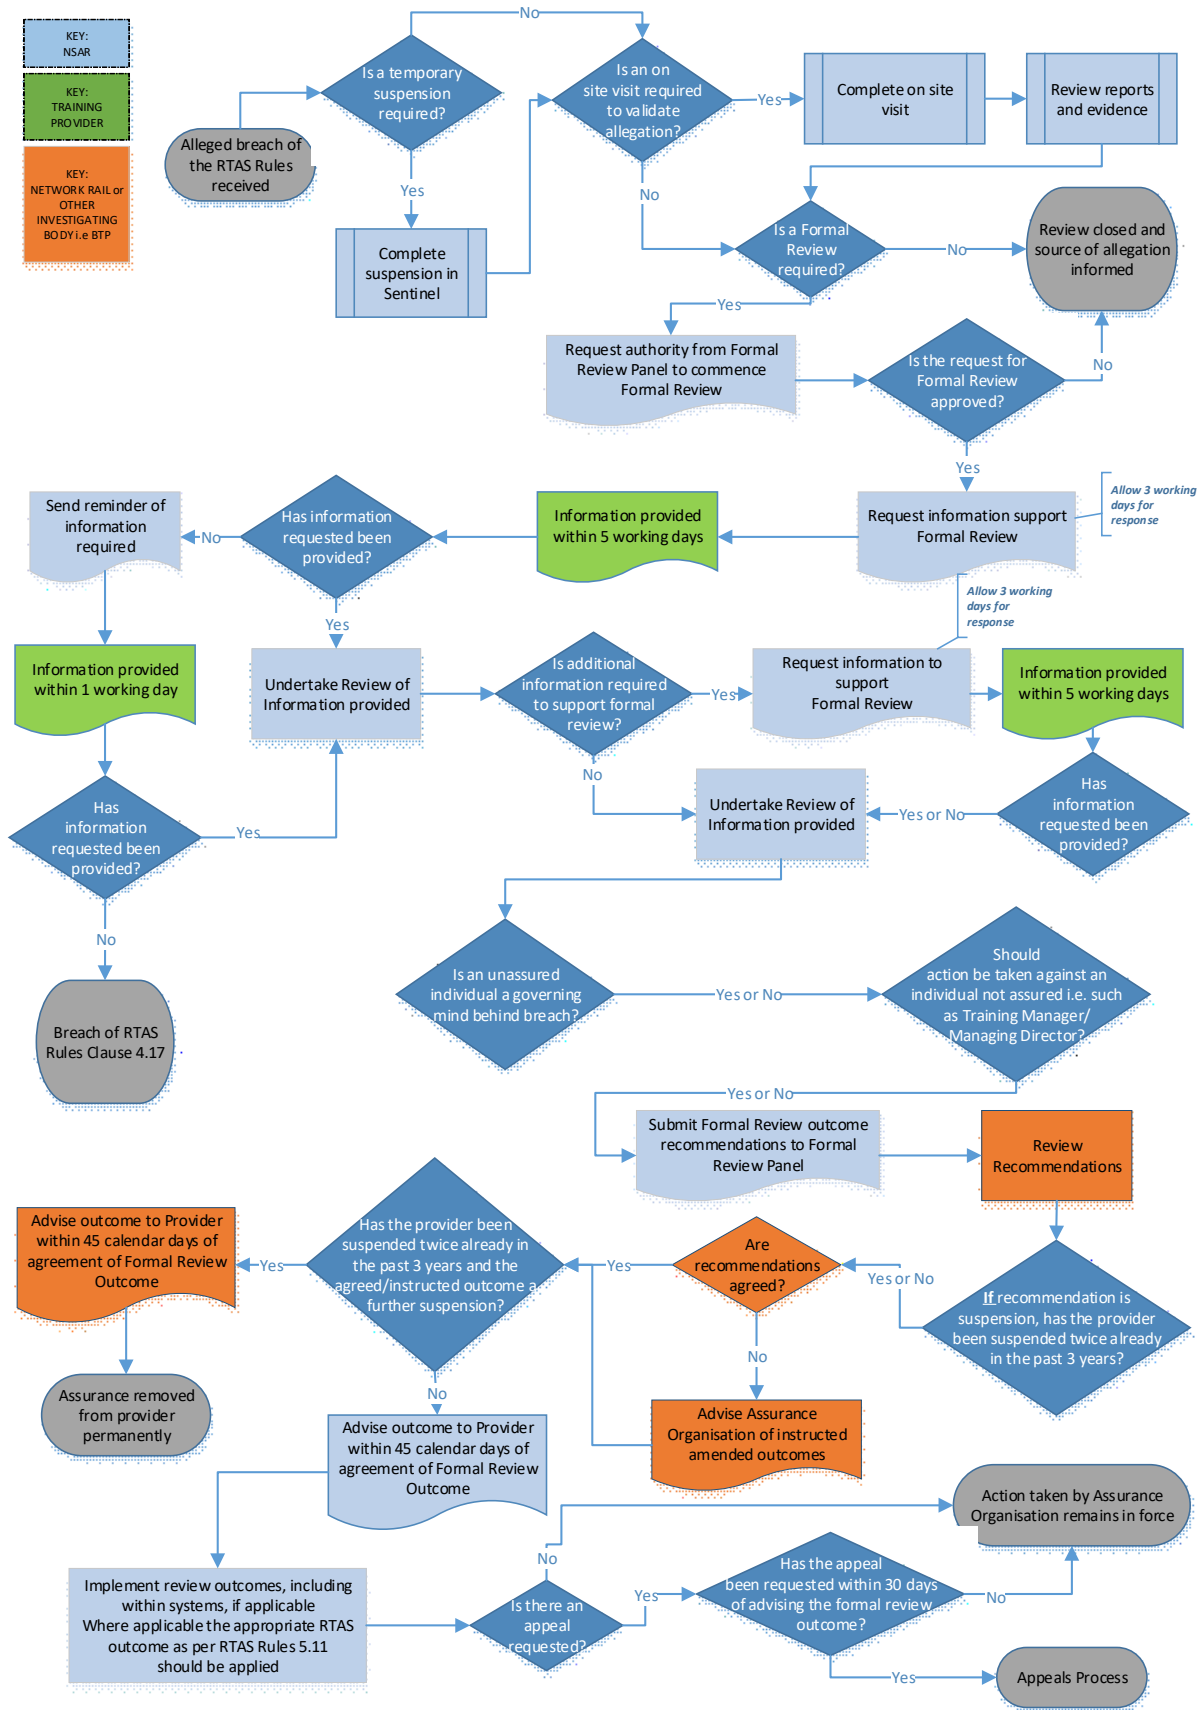 KEY:
NSAR
KEY:
TRAINING
PROVIDER
KEY:
NETWORK RAIL or
OTHER
INVESTIGATING
BODY i.e BTP
No
Is a temporary
suspension
required?
Is an on
site visit required
to validate
allegation?
Yes
Complete on site
visit
Review reports
and evidence
Alleged breach of
the RTAS Rules
received
Yes
No
Complete
suspension in
Sentinel
Is a Formal
Review
required?
No
Review closed and
source of allegation
informed
Yes
Request authority from Formal
Review Panel to commence
Formal Review
Is the request for
Formal Review
approved?
No
Yes
Send reminder of
information
required
No
Has information
requested been
provided?
Information provided
within 5 working days
Request information support
Formal Review
Allow 3 working
days for
response
Yes
Allow 3 working
days for
response
Information provided
within 1 working day
Undertake Review of
Information provided
Is additional
information required
to support formal
review?
Yes
Request information to
support
Formal Review
Information provided
within 5 working days
No
Has
information
requested been
provided?
Yes
Undertake Review of
Information provided
Yes or No
Has
information
requested been
provided?
No
Breach of RTAS
Rules Clause 4.17
Is an unassured
individual a governing
mind behind breach?
Yes or No
Should
action be taken against an
individual not assured i.e. such
as Training Manager/
Managing Director?
Yes or No
Submit Formal Review outcome
recommendations to Formal
Review Panel
Review
Recommendations
Advise outcome to Provider
within 45 calendar days of
agreement of Formal Review
Outcome
Yes
Has the provider been
suspended twice already in
the past 3 years and the
agreed/instructed outcome a
further suspension?
Yes
Are
recommendations
agreed?
Yes or No
If recommendation is
suspension, has the provider
been suspended twice already
in the past 3 years?
No
No
Assurance removed
from provider
permanently
Advise outcome to Provider
within 45 calendar days of
agreement of Formal Review
Outcome
Advise Assurance
Organisation of instructed
amended outcomes
Action taken by Assurance
Organisation remains in force
No
Implement review outcomes, including
within systems, if applicable
Where applicable the appropriate RTAS
outcome as per RTAS Rules 5.11
should be applied
Is there an
appeal
requested?
Yes
Has the appeal
been requested within 30 days
of advising the formal review
outcome?
No
Yes
Appeals Process